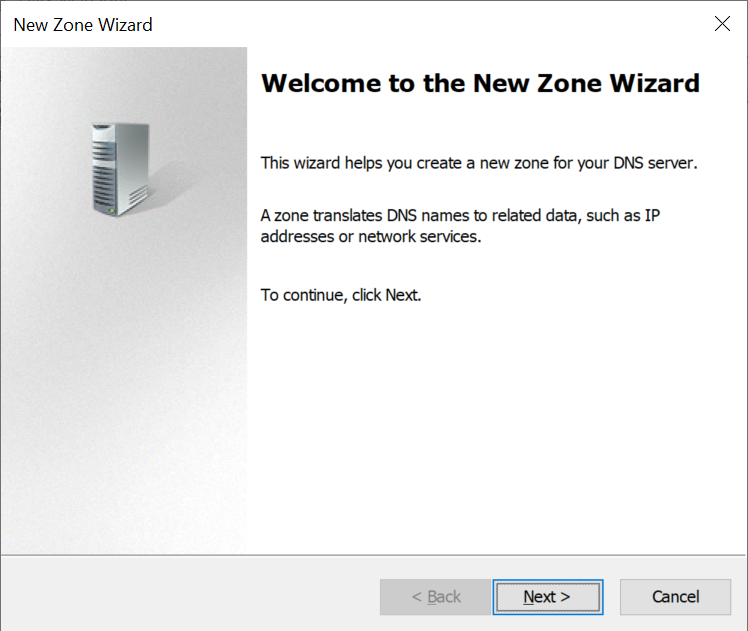 New Zone Wizard
Welcome to the New Zone Wizard
This wizard helps you create a new zone for your DNS server.
A zone translates DNS names to related data, such as IP
addresses or network services.
To continue, click Next.
< Back
Next >
Cancel